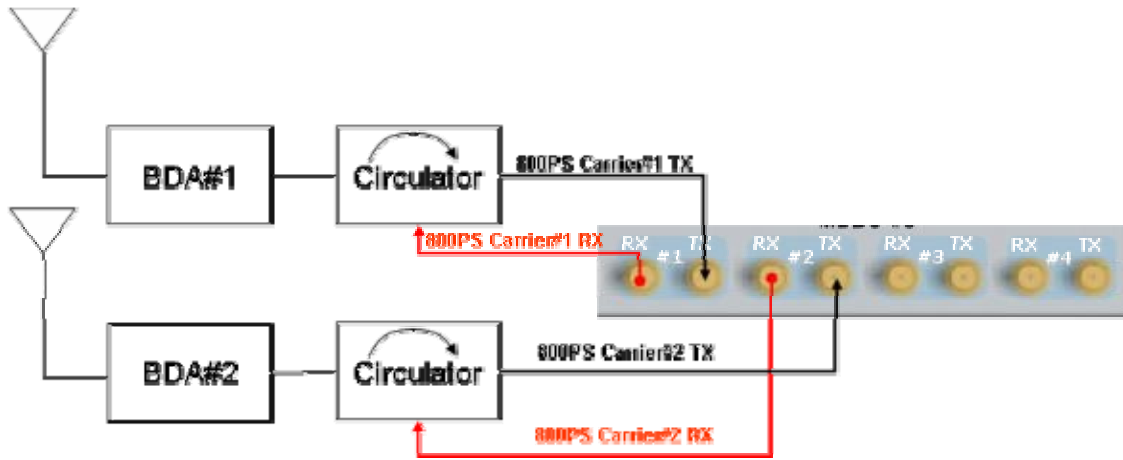 BDA#1
Circulator
800PS Carrier#1 TX
800PS Carrier#1 RX
RX TX RX TX RX TX RX TX
#1 #2 #3 #4
BDA#2
Circulator
800PS Carrier#2 TX
800PS Carrier#2 RX